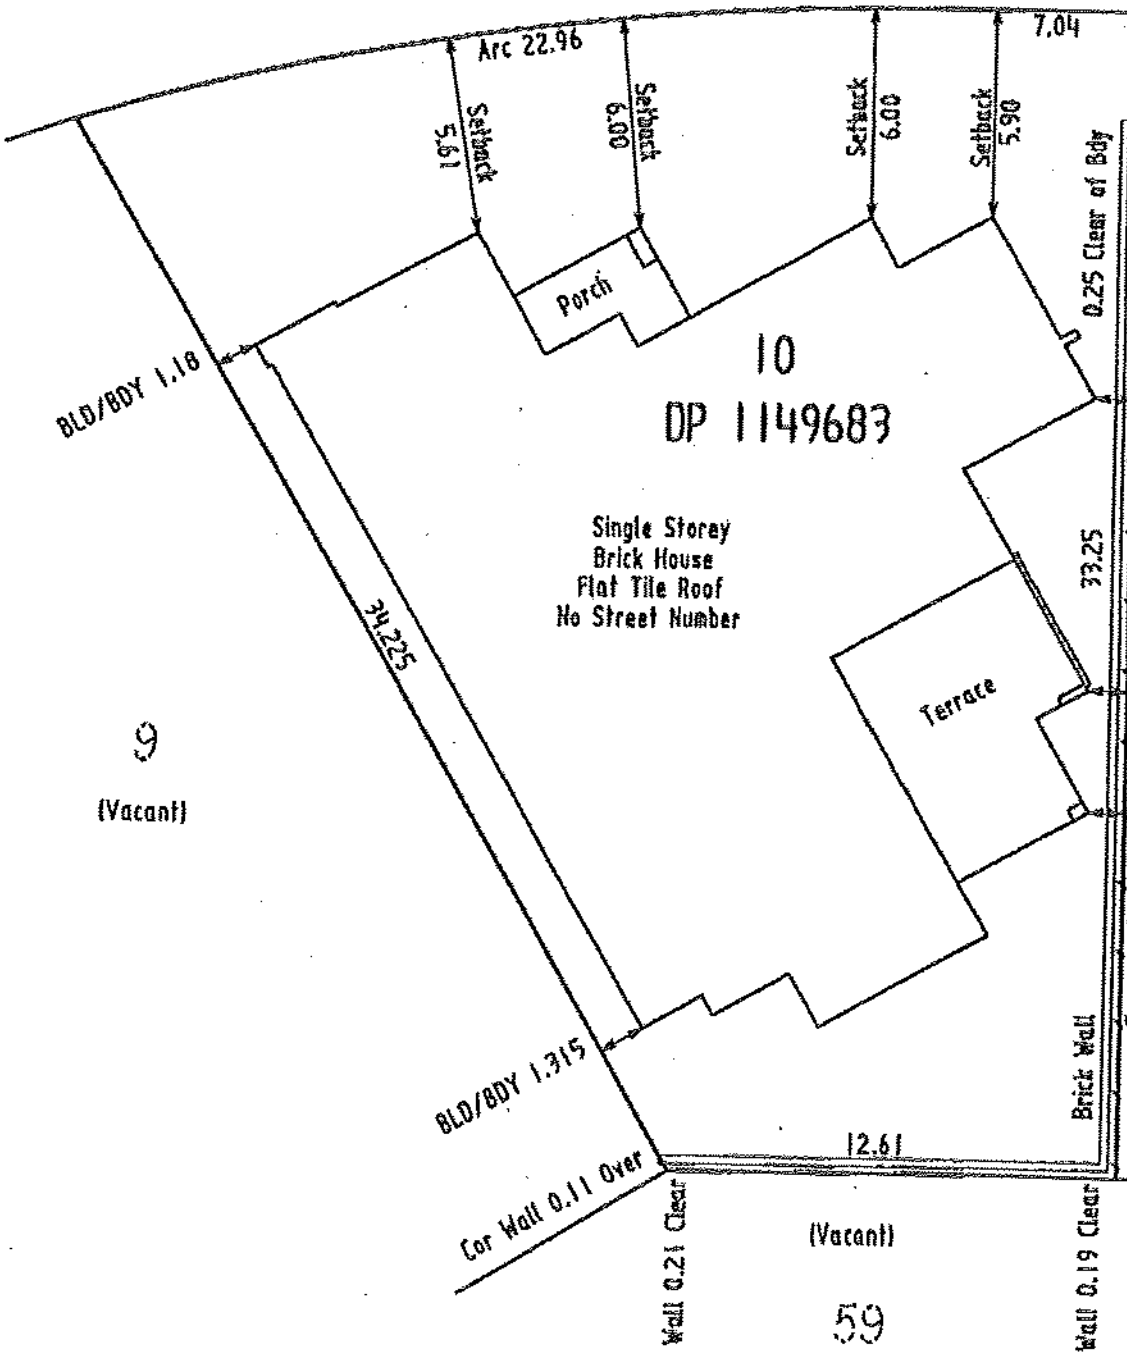 Arc 22.96
7.04
Setback
5.61
Setback
6.00
Setback
6.00
Setback
5.90
0.25 Clear of Bdy
Porch
BLD/BDY 1.18
10
DP 1149683
Single Storey
Brick House
Flat Tile Roof
No Street Number
33.25
34.225
Terrace
9
(Vacant)
BLD/BDY 1.315
Brick Wall
12.61
Cor Wall 0.11 Over
Wall 0.21 Clear
(Vacant)
59
Wall 0.19 Clear